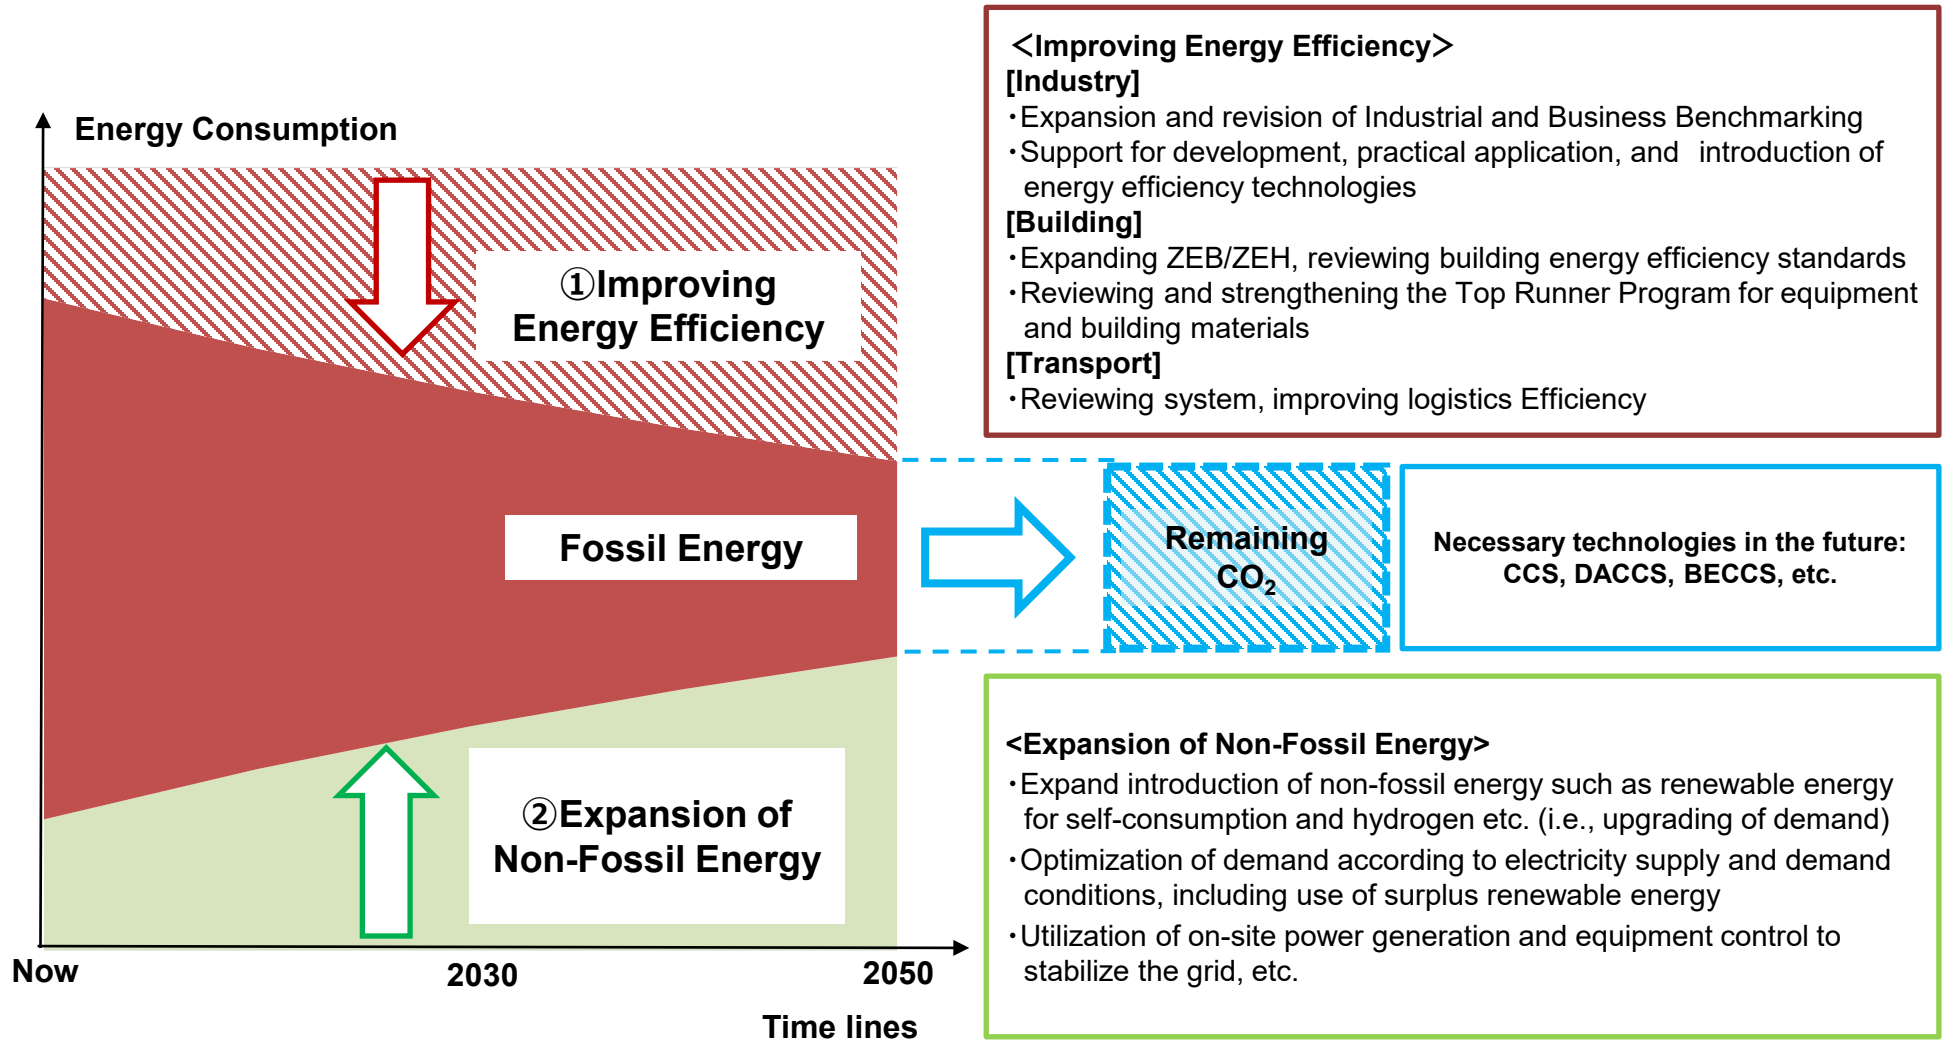 Energy Consumption
①Improving
Energy Efficiency
Fossil Energy
②Expansion of
Non-Fossil Energy
Now
2030
2050
Time lines
＜Improving Energy Efficiency＞
[Industry]
・Expansion and revision of Industrial and Business Benchmarking
・Support for development, practical application, and introduction of
energy efficiency technologies
[Building]
・Expanding ZEB/ZEH, reviewing building energy efficiency standards
・Reviewing and strengthening the Top Runner Program for equipment
and building materials
[Transport]
・Reviewing system, improving logistics Efficiency
Remaining
CO₂
Necessary technologies in the future:
CCS, DACCS, BECCS, etc.
<Expansion of Non-Fossil Energy>
・Expand introduction of non-fossil energy such as renewable energy
for self-consumption and hydrogen etc. (i.e., upgrading of demand)
・Optimization of demand according to electricity supply and demand
conditions, including use of surplus renewable energy
・Utilization of on-site power generation and equipment control to
stabilize the grid, etc.